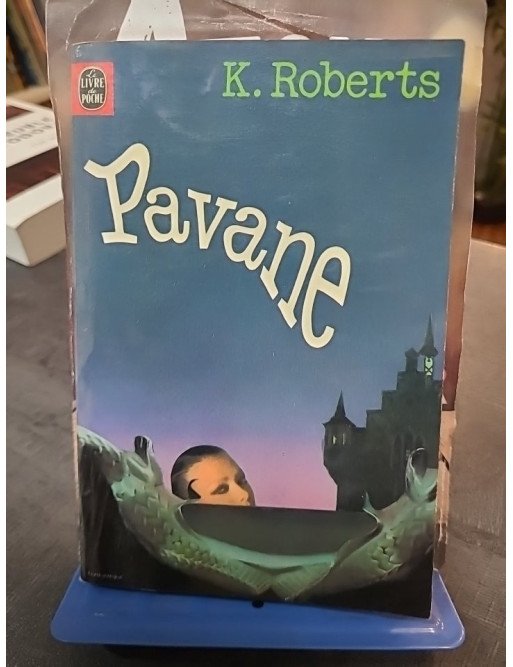 Le
LIVRE
de
POCHE
K. Roberts
Pavane